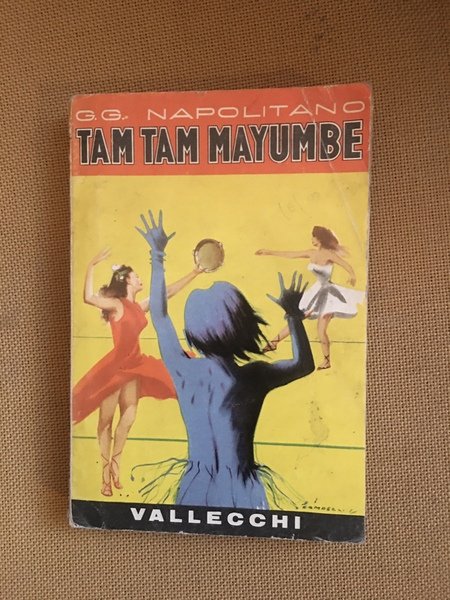 G.G. NAPOLITANO
TAM TAM MAYUMBE
VALLECCHI